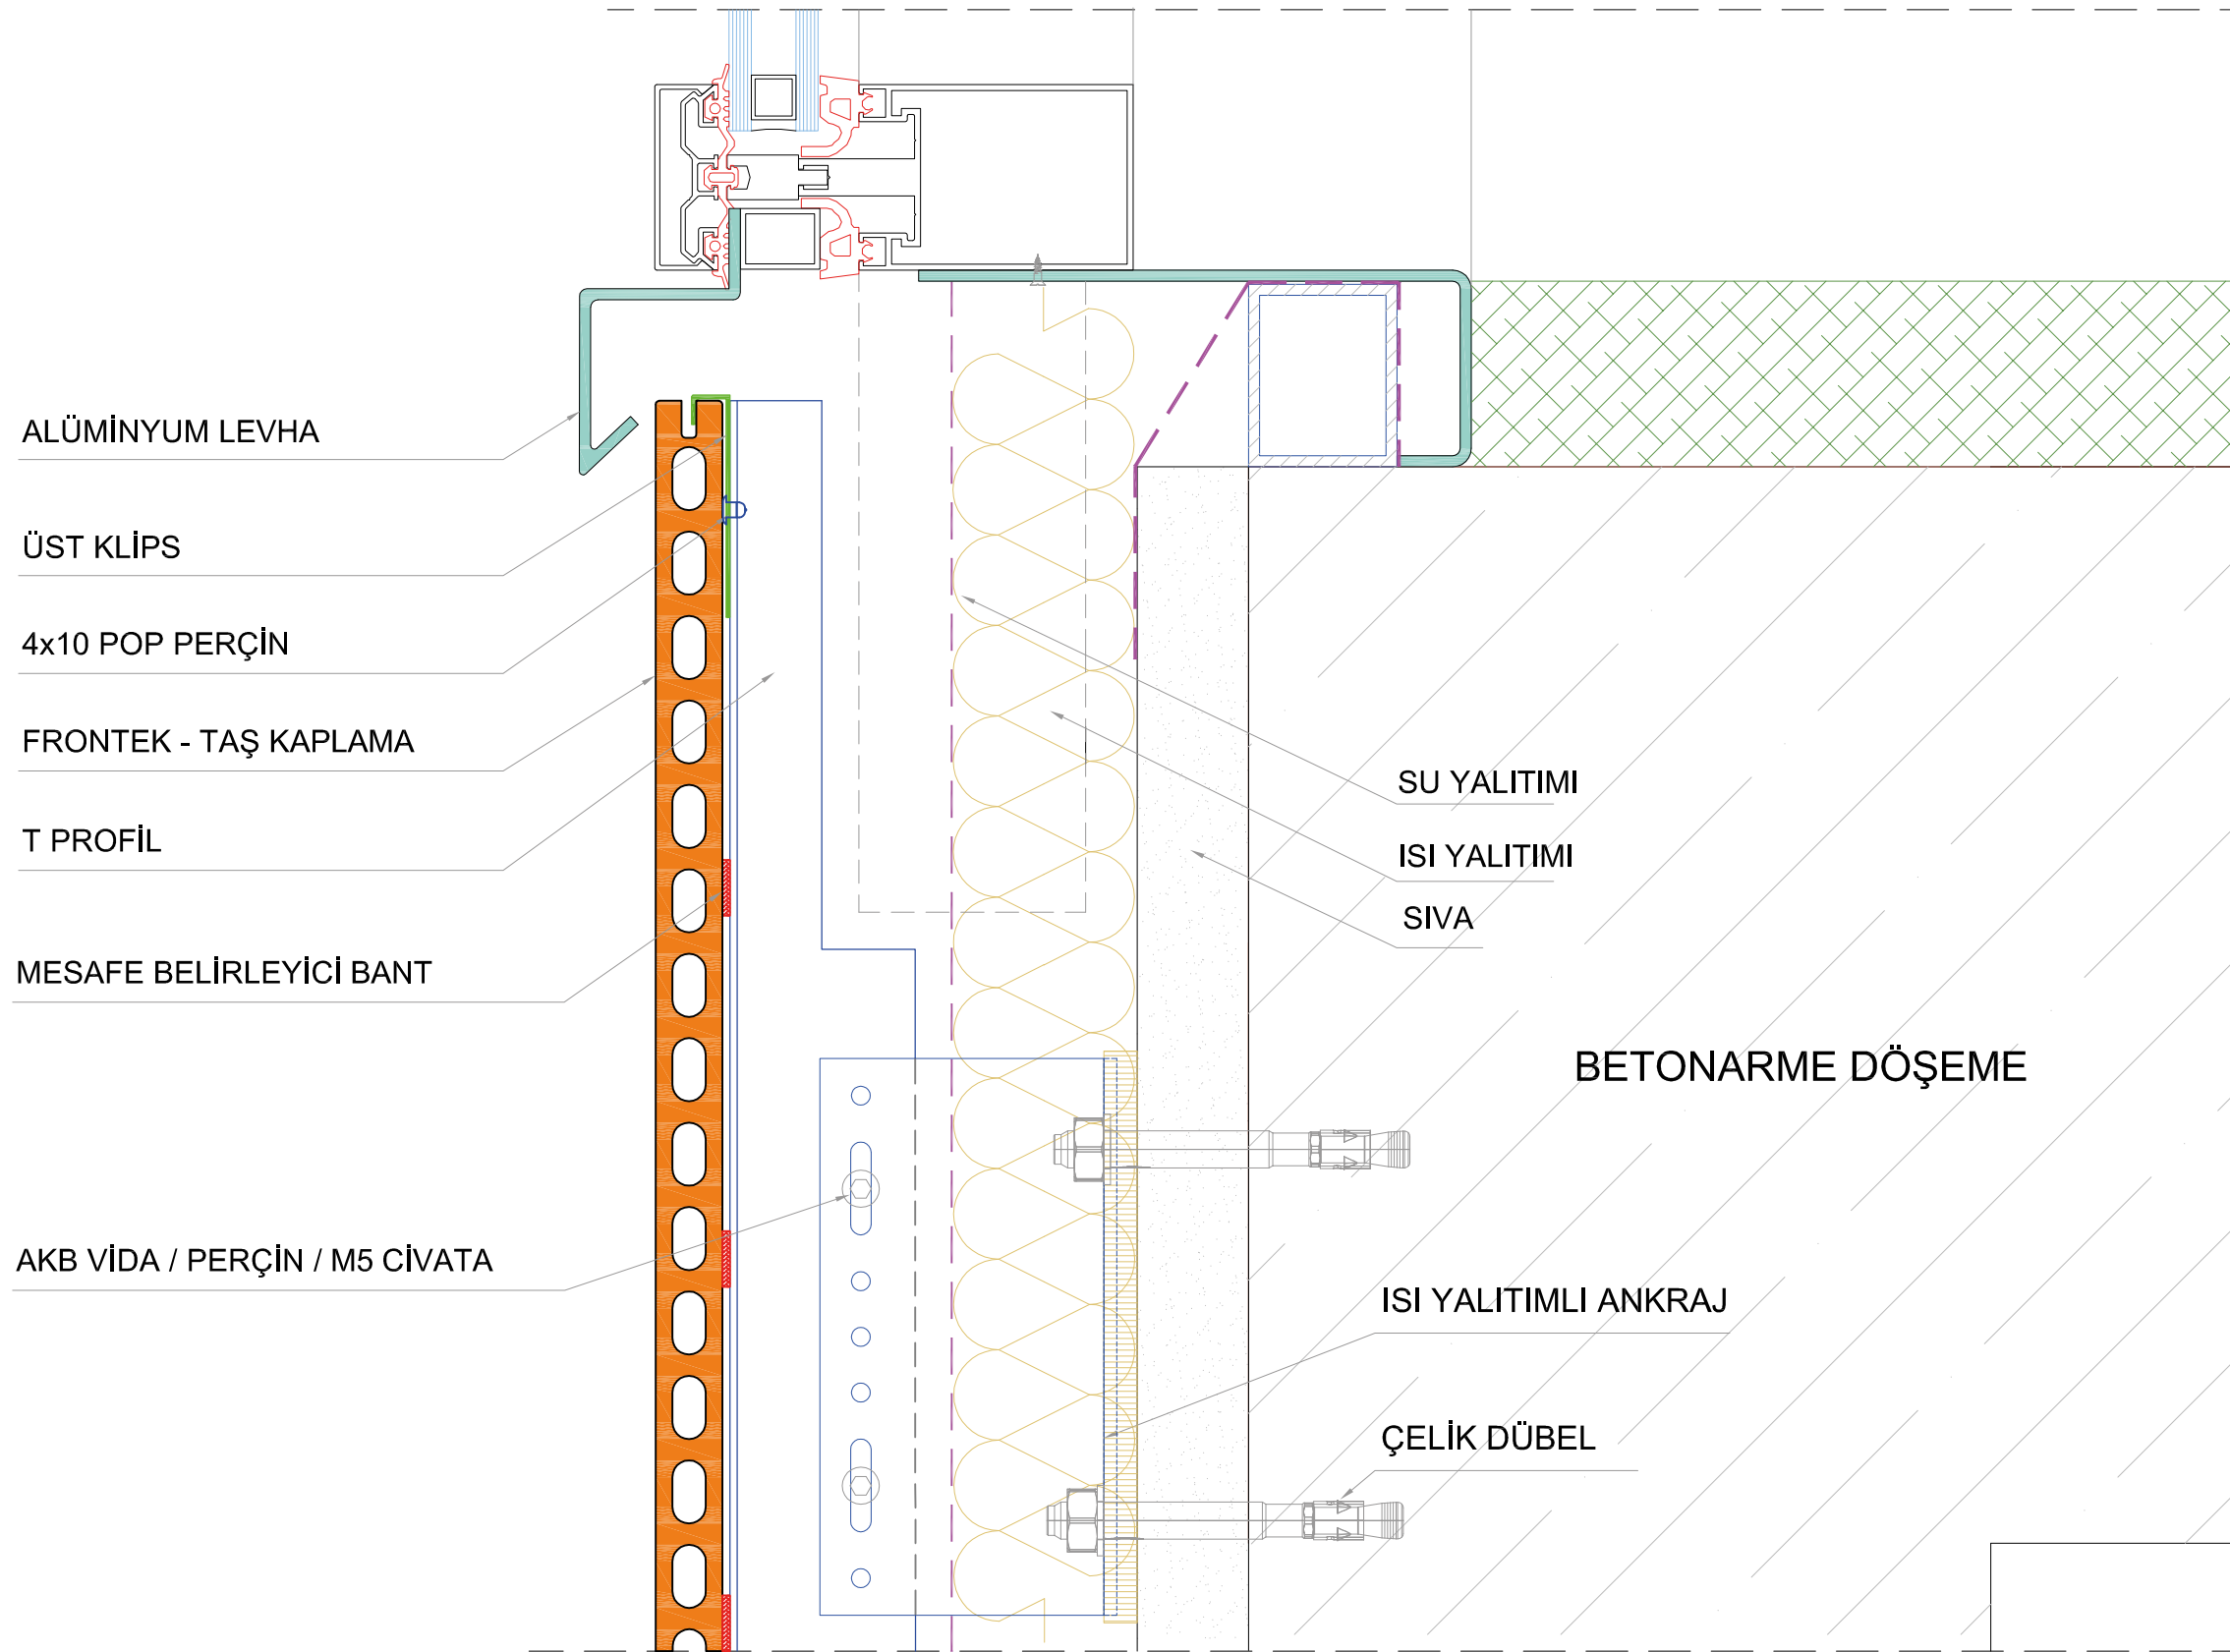 ALÜMİNYUM LEVHA
ÜST KLİPS
4x10 POP PERÇİN
FRONTEK - TAŞ KAPLAMA
T PROFİL
MESAFE BELİRLEYİCİ BANT
AKB VİDA / PERÇİN / M5 CİVATA
SU YALITIMI
ISI YALITIMI
SIVA
BETONARME DÖŞEME
ISI YALITIMLI ANKRAJ
ÇELİK DÜBEL